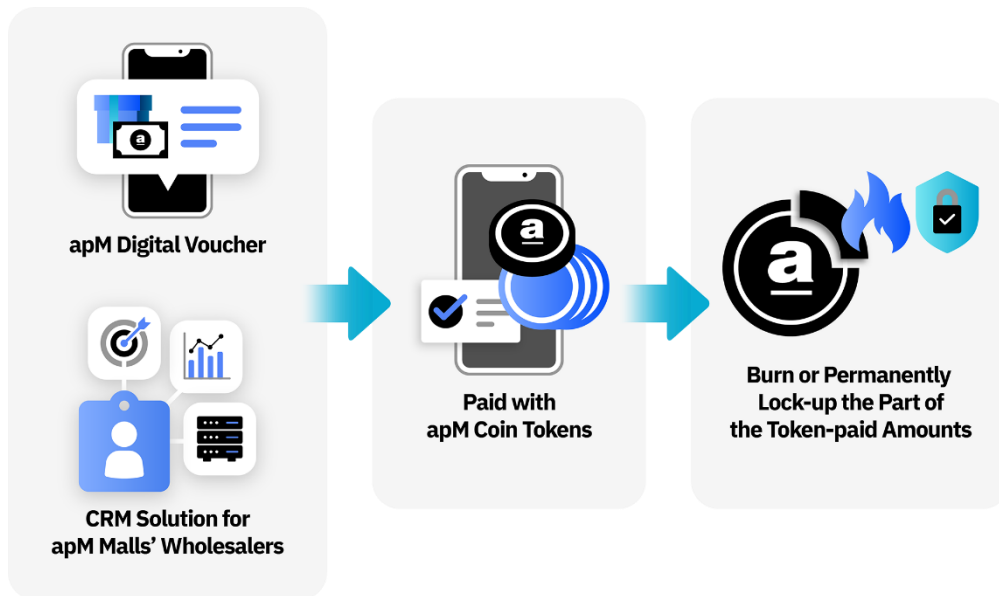 a
apM Digital Voucher
CRM Solution for
apM Malls’ Wholesalers
a
Paid with
apM Coin Tokens
a
Burn or Permanently
Lock-up the Part of
the Token-paid Amounts